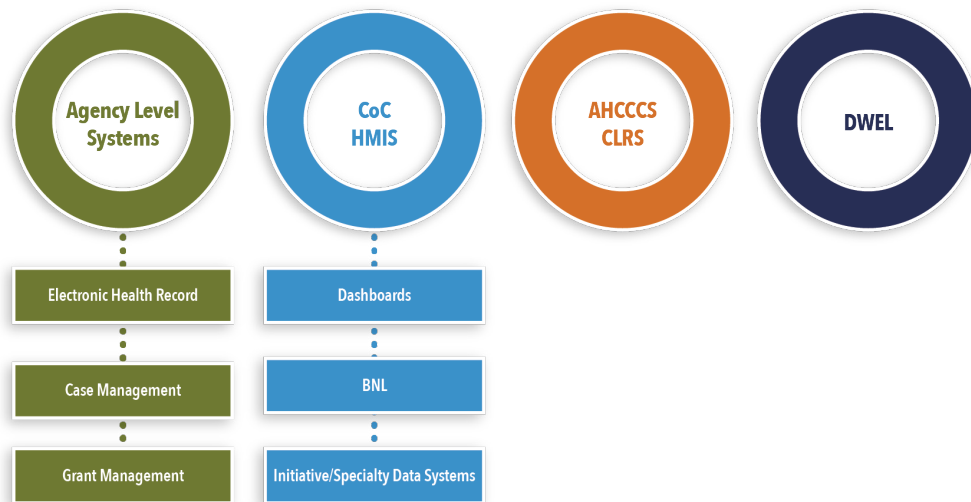 Agency Level
Systems
CoC
HMIS
AHCCCS
CLRS
DWEL
Electronic Health Record
Dashboards
Case Management
BNL
Grant Management
Initiative/Specialty Data Systems